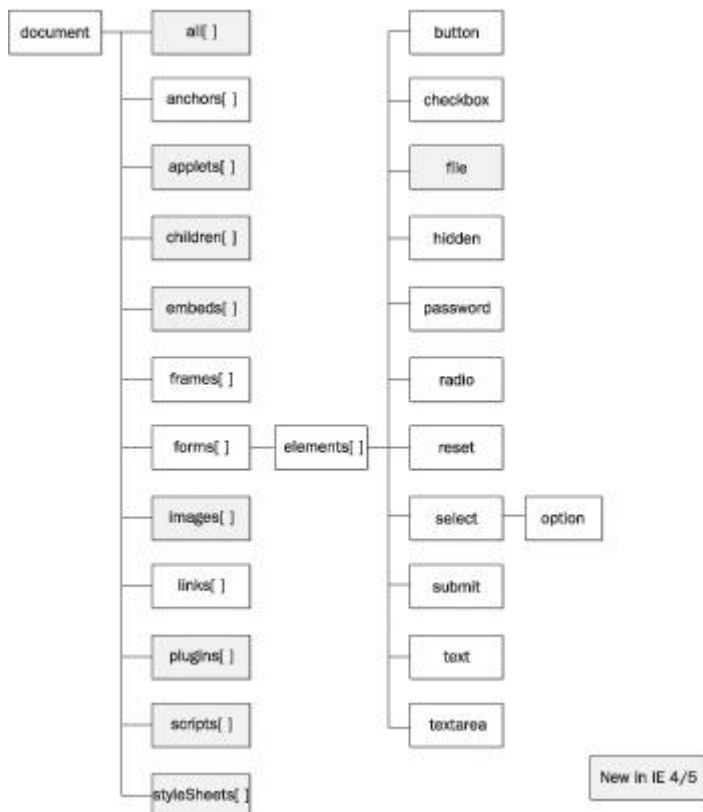 document
all[ ]
anchors[ ]
applets[ ]
children[ ]
embeds[ ]
frames[ ]
forms[ ]
images[ ]
links[ ]
plugins[ ]
scripts[ ]
styleSheets[ ]
elements[ ]
button
checkbox
file
hidden
password
radio
reset
select
option
submit
text
textarea
New in IE 4/5